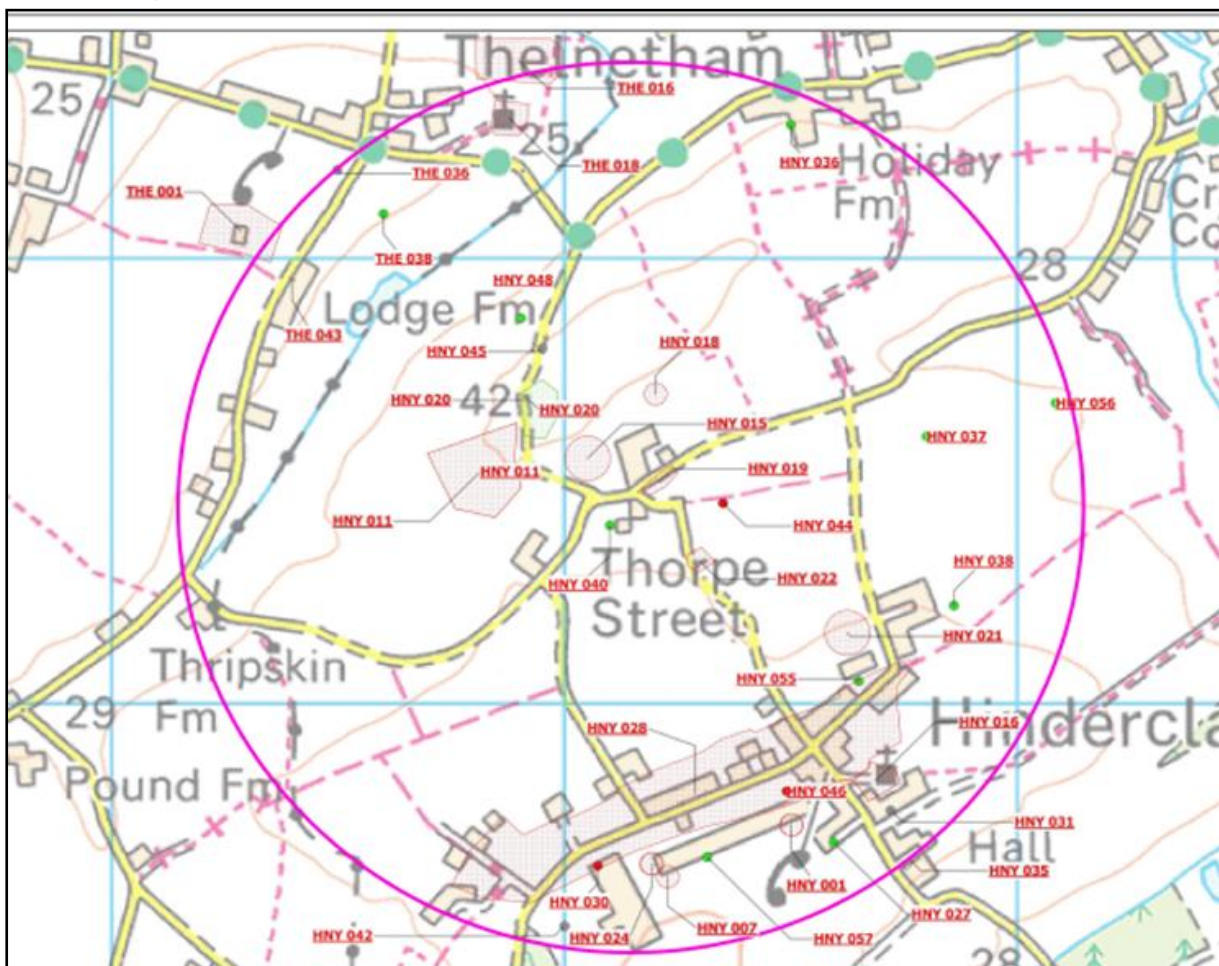 Thelnetham
THE 016
25
25
THE 018
HNY 036
Holiday
Fm
THE 036
THE 001
Cr
Co
THE 038
28
HNY 048
Lodge Fm
THE 043
HNY 045
HNY 018
HNY 020
42
HNY 020
HNY 056
HNY 015
HNY 037
HNY 011
HNY 019
HNY 011
HNY 044
HNY 040
Thorpe
Street
HNY 022
HNY 038
HNY 021
Thripskin
Fm
HNY 055
29
HNY 028
HNY 016
Hindercla
Pound Fm
HNY 046
HNY 031
Hall
HNY 035
HNY 001
HNY 030
HNY 027
HNY 042
HNY 024
HNY 007
HNY 057
28